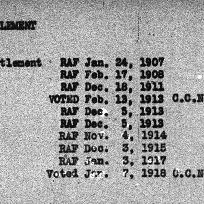 LEMENT
tlement RAF Jan. 24, 1907
RAF Feb. 17, 1908
RAF Dec. 18, 1911
VOTED Feb. 13, 1913 C.C.N
RAF Dec. 5, 1913
RAF Dec. 5, 1913
RAF Nov. 4, 1914
RAF Dec. 3, 1915
RAF Jan. 3, 1917
Voted Jan. 7, 1918 C.C.N